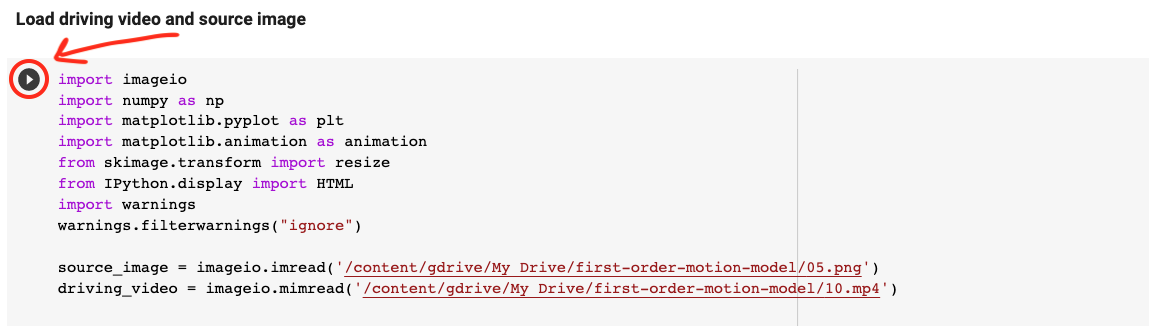 Load driving video and source image
import imageio
import numpy as np
import matplotlib.pyplot as plt
import matplotlib.animation as animation
from skimage.transform import resize
from IPython.display import HTML
import warnings
warnings.filterwarnings("ignore")
source_image = imageio.imread('/content/gdrive/My Drive/first-order-motion-model/05.png')
driving_video = imageio.mimread('/content/gdrive/My Drive/first-order-motion-model/10.mp4')